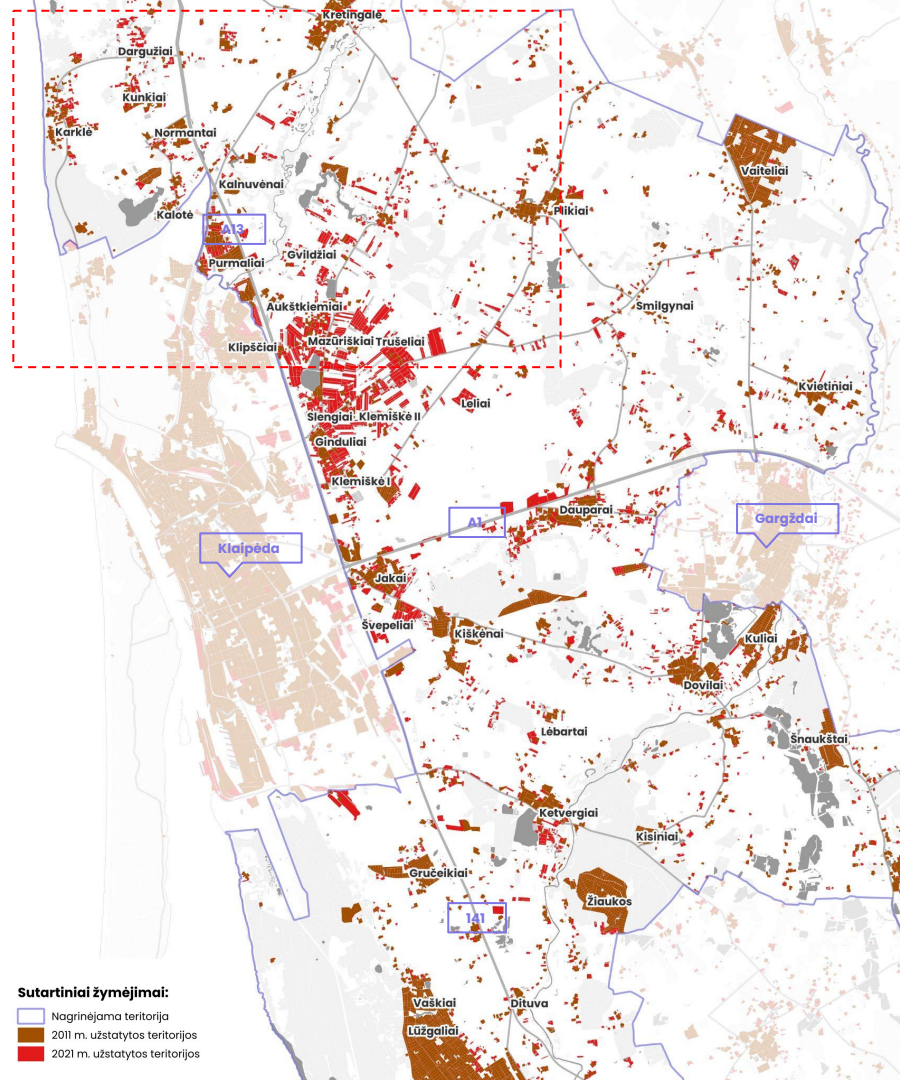 Kretingalė
Dargužiai
Kunkiai
Karklė
Normantai
Vaiteliai
Kalnuvėnai
Kalotė
Plikiai
A13
Gvildžiai
Purmaliai
Aukštkiemiai
Smilgynai
Klipščiai
Mazūriškiai
Trušeliai
Kvietiniai
Leliai
Slengiai
Klemiškė II
Ginduliai
Klemiškė I
Dauparai
A1
Gargždai
Klaipėda
Jakai
Švepeliai
Kiškėnai
Kuliai
Dovilai
Lėbartai
Šnaukštai
Ketvergiai
Kisiniai
Gručeikiai
Žiaukos
141
Sutartiniai žymėjimai:
Nagrinėjama teritorija
2011 m. užstatytos teritorijos
2021 m. užstatytos teritorijos
Vaškiai
Dituva
Lūžgaliai